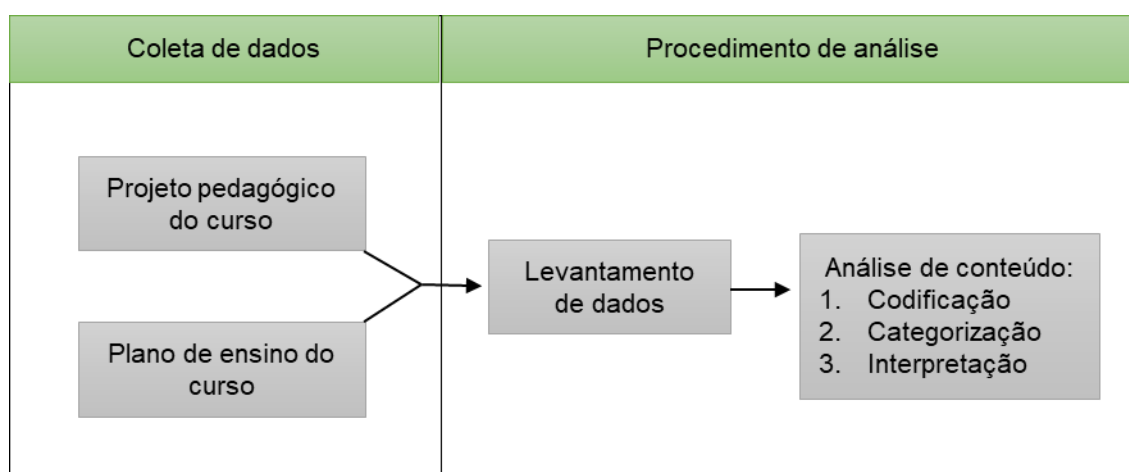 Coleta de dados
Procedimento de análise
Projeto pedagógico
do curso
Plano de ensino do
curso
Levantamento
de dados
Análise de conteúdo:
1. Codificação
2. Categorização
3. Interpretação